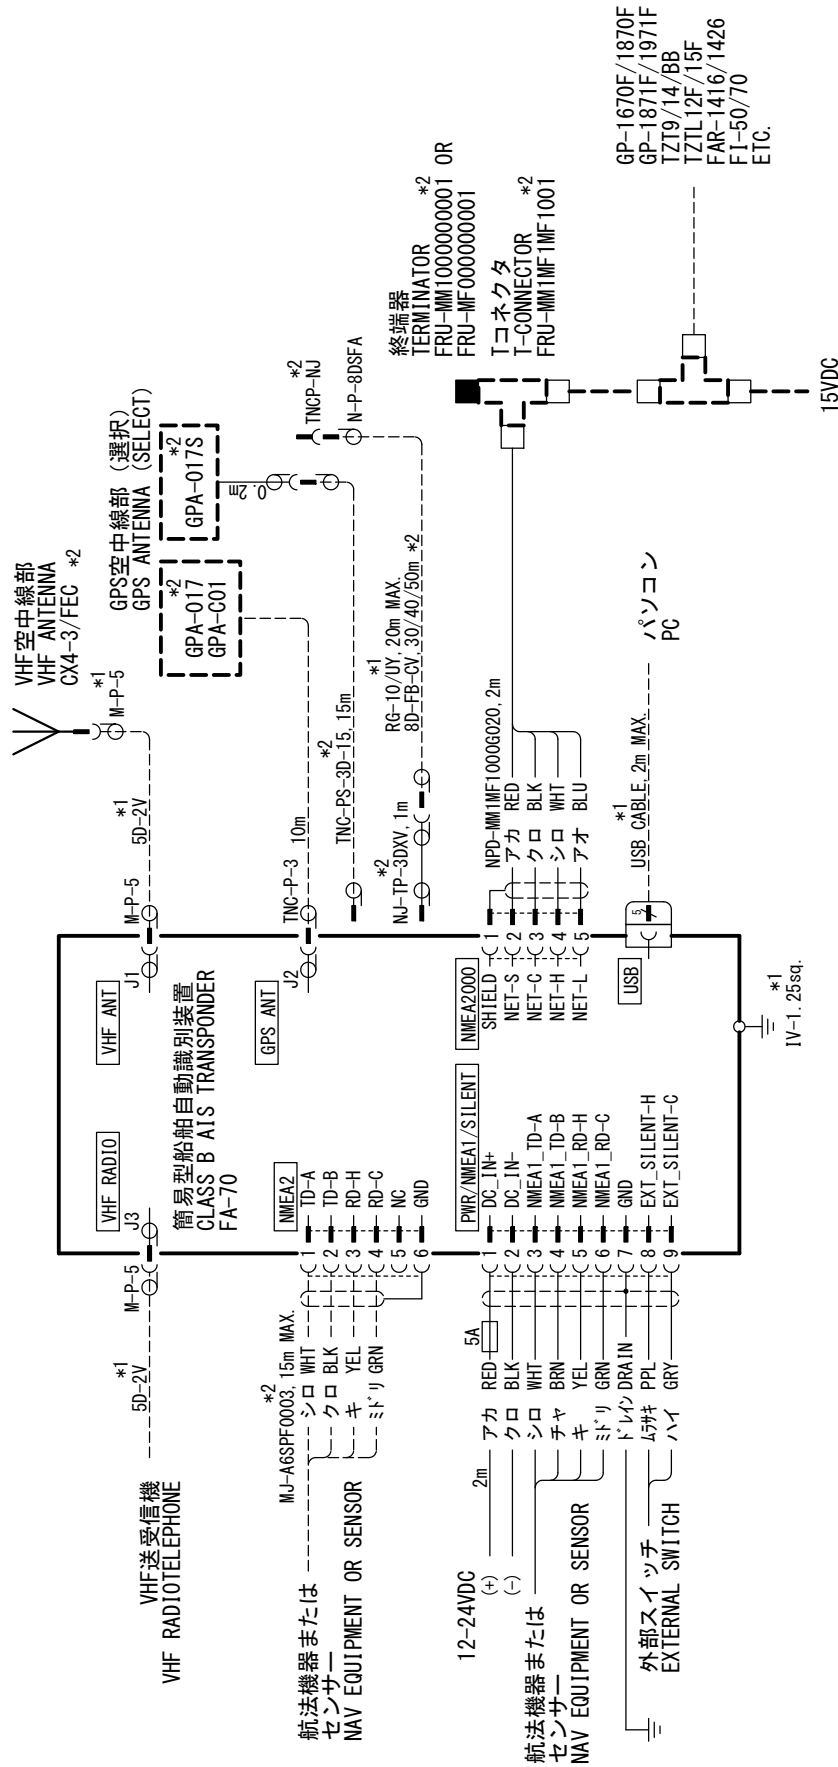 VHF空中線部
VHF ANTENNA
CX4-3/FEC *2
*1
M-P-5
*1
5D-2V
M-P-5
J1
VHF ANT
GPS空中線部 (選択)
GPS ANTENNA (SELECT)
*2
GPA-017
GPA-C01
*2
GPA-017S
0.2m
10m
TNC-P-3
J2
GPS ANT
*2
TNC-PS-3D-15, 15m
*2
TNCP-NJ
N-P-8DSFA
*1
RG-10/UY, 20m MAX.
8D-FB-CV, 30/40/50m *2
*2
NJ-TP-3DXV, 1m
VHF送受信機
VHF RADIOTELEPHONE
*1
5D-2V
M-P-5
J3
VHF RADIO
簡易型船舶自動識別装置
CLASS B AIS TRANSPONDER
FA-70
終端器
TERMINATOR *2
FRU-MM1000000001 OR
FRU-MF000000001
Tコネクタ
T-CONNECTOR *2
FRU-MM1MF1MF1001
GP-1670F/1870F
GP-1871F/1971F
TZT9/14/BB
TZTL12F/15F
FAR-1416/1426
FI-50/70
ETC.
15VDC
NMEA2000
NPD-MM1MF1000G020, 2m
SHIELD 1
NET-S 2 アカ RED
NET-C 3 クロ BLK
NET-H 4 シロ WHT
NET-L 5 アオ BLU
USB
5
*1
USB CABLE, 2m MAX.
パソコン
PC
*1
IV-1.25sq.
航法機器または
センサー
NAV EQUIPMENT OR SENSOR
*2
MJ-A6SPF0003, 15m MAX.
NMEA2
シロ WHT 1 TD-A
クロ BLK 2 TD-B
キ YEL 3 RD-H
ミドリ GRN 4 RD-C
5 NC
6 GND
PWR/NMEA1/SILENT
12-24VDC
(+)
(-)
2m
5A
アカ RED 1 DC_IN+
クロ BLK 2 DC_IN-
シロ WHT 3 NMEA1_TD-A
チャ BRN 4 NMEA1_TD-B
キ YEL 5 NMEA1_RD-H
ミドリ GRN 6 NMEA1_RD-C
ドレイン DRAIN 7 GND
ムラサキ PPL 8 EXT_SILENT-H
ハイ GRY 9 EXT_SILENT-C
航法機器または
センサー
NAV EQUIPMENT OR SENSOR
外部スイッチ
EXTERNAL SWITCH